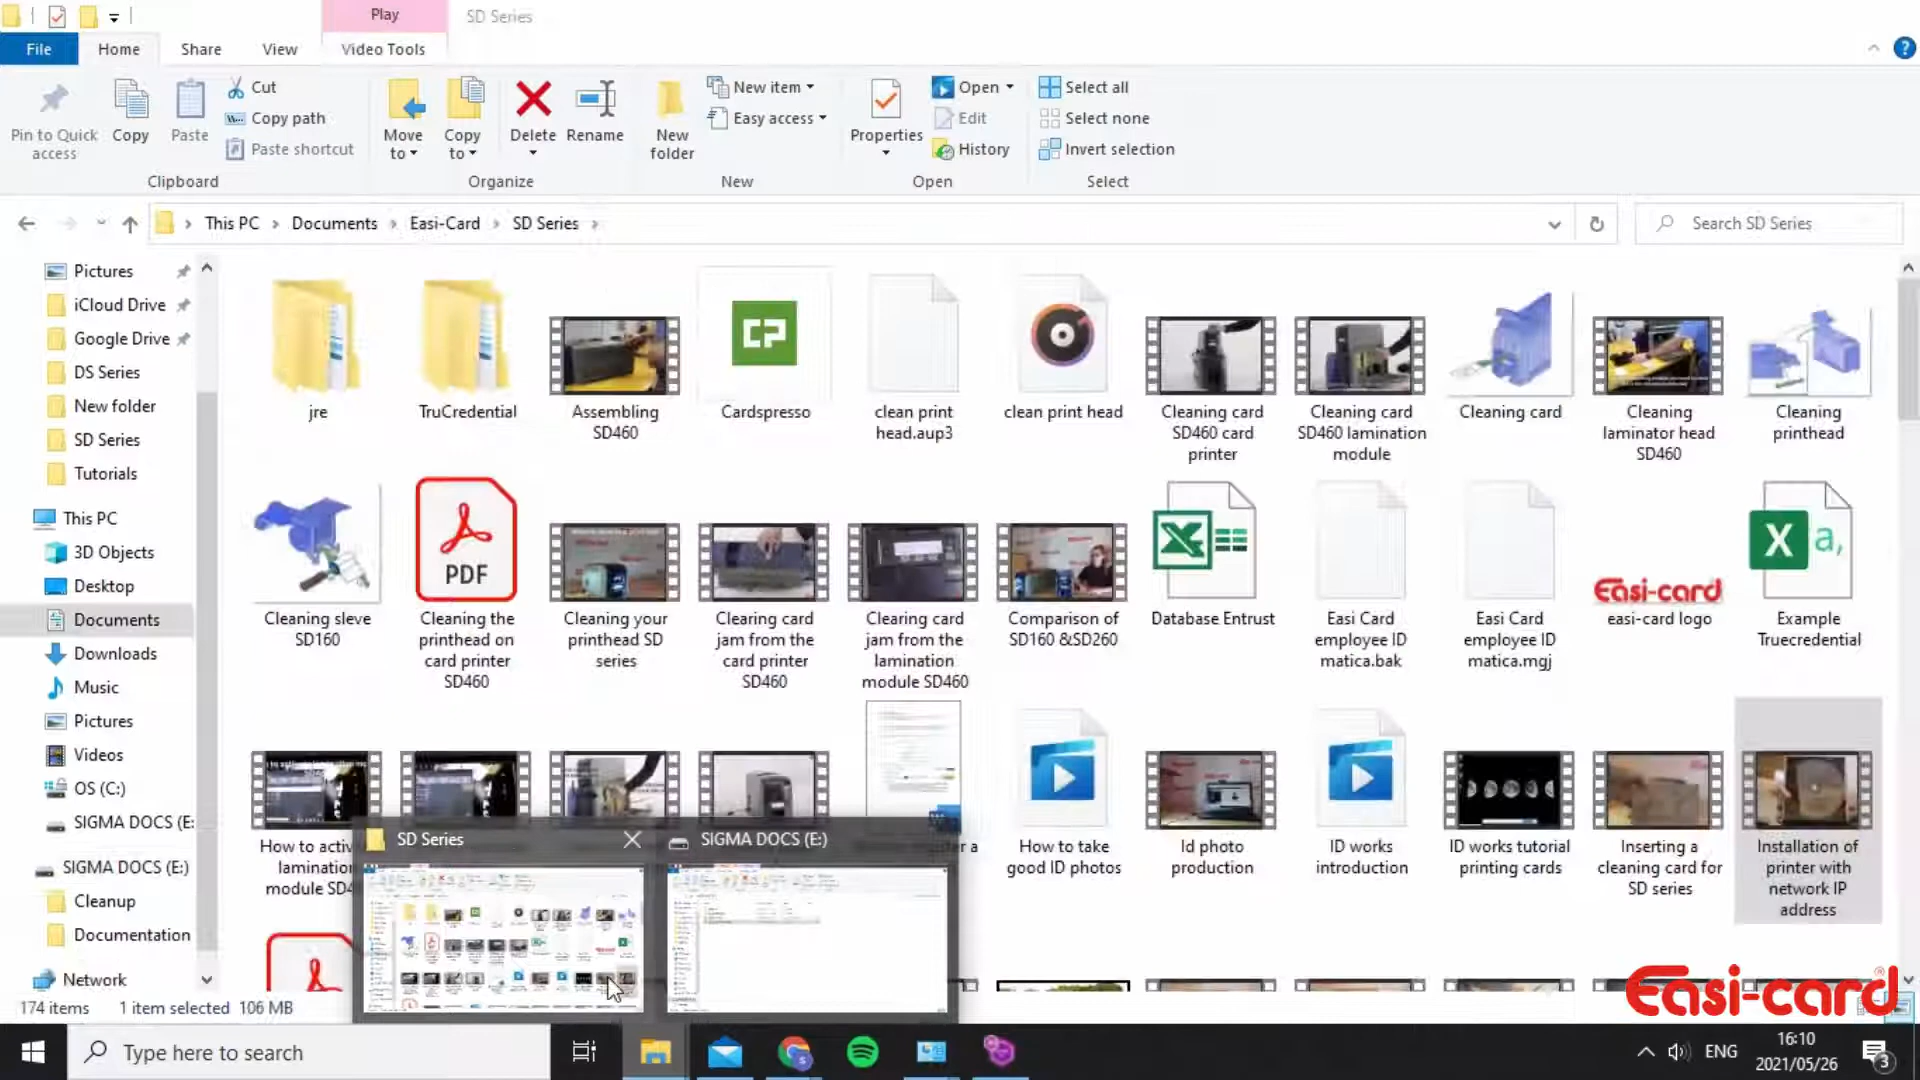 Play
SD Series
File
Home
Share
View
Video Tools
Pin to Quick
access
Copy
Paste
Cut
Copy path
Paste shortcut
Clipboard
Move
to
Copy
to
Delete
Rename
Organize
New
folder
New item
Easy access
New
Properties
Open
Edit
History
Open
Select all
Select none
Invert selection
Select
This PC
Documents
Easi-Card
SD Series
Search SD Series
Pictures
iCloud Drive
Google Drive
DS Series
New folder
SD Series
Tutorials
This PC
3D Objects
Desktop
Documents
Downloads
Music
Pictures
Videos
OS (C:)
SIGMA DOCS (E:
SIGMA DOCS (E:)
Cleanup
Documentation
Network
jre
TruCredential
Assembling
SD460
Cardspresso
clean print
head.aup3
clean print head
Cleaning card
SD460 card
printer
Cleaning card
SD460 lamination
module
Cleaning card
Cleaning
laminator head
SD460
Cleaning
printhead
Cleaning sleve
SD160
PDF
Cleaning the
printhead on
card printer
SD460
Cleaning your
printhead SD
series
Clearing card
jam from the
card printer
SD460
Clearing card
jam from the
lamination
module SD460
Comparison of
SD160 &SD260
Database Entrust
Easi Card
employee ID
matica.bak
Easi Card
employee ID
matica.mgj
Easi-card
easi-card logo
Example
Truecredential
How to activ
lamination
module SD4
How to take
good ID photos
Id photo
production
ID works
introduction
ID works tutorial
printing cards
Inserting a
cleaning card for
SD series
Installation of
printer with
network IP
address
SD Series
SIGMA DOCS (E:)
174 items
1 item selected 106 MB
Easi-card®
Type here to search
ENG
16:10
2021/05/26
3